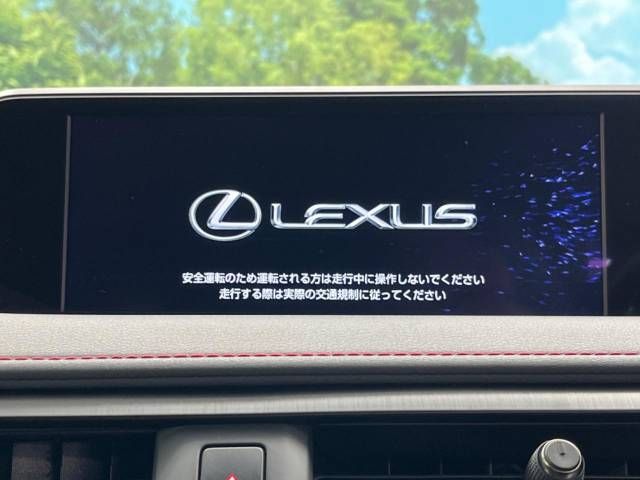 LEXUS
安全運転のため運転される方は走行中に操作しないでください
走行する際は実際の交通規制に従ってください